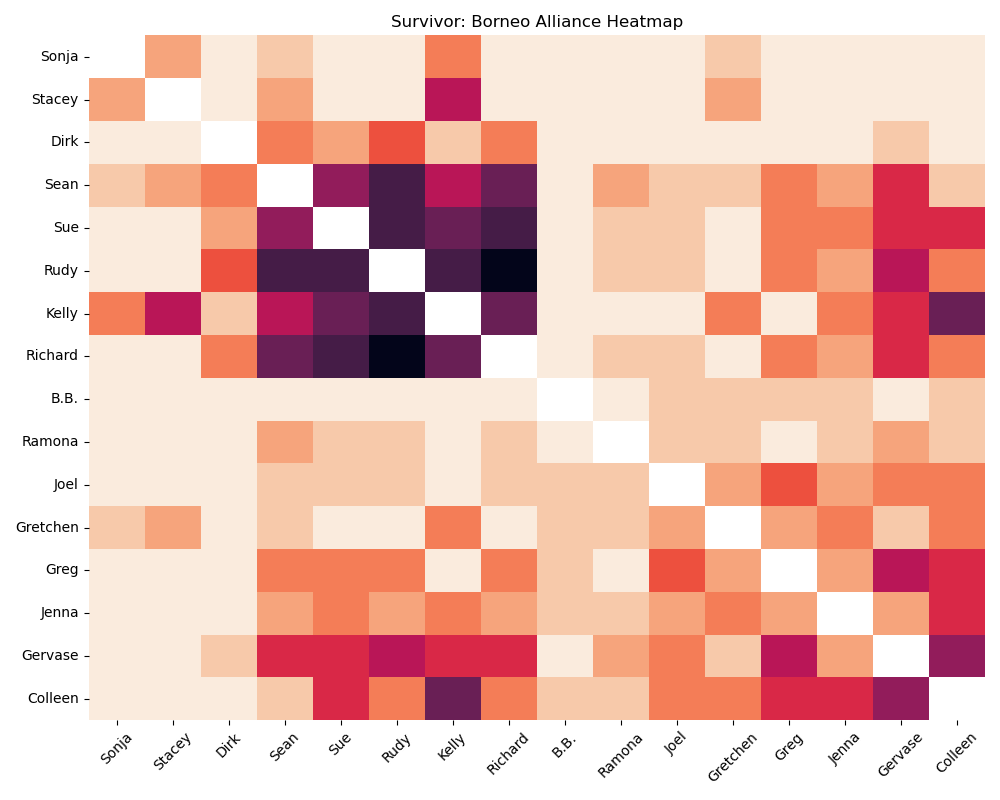 Survivor: Borneo Alliance Heatmap
Sonja
Stacey
Dirk
Sean
Sue
Rudy
Kelly
Richard
B.B.
Ramona
Joel
Gretchen
Greg
Jenna
Gervase
Colleen
Sonja Stacey Dirk Sean Sue Rudy Kelly Richard B.B. Ramona Joel Gretchen Greg Jenna Gervase Colleen